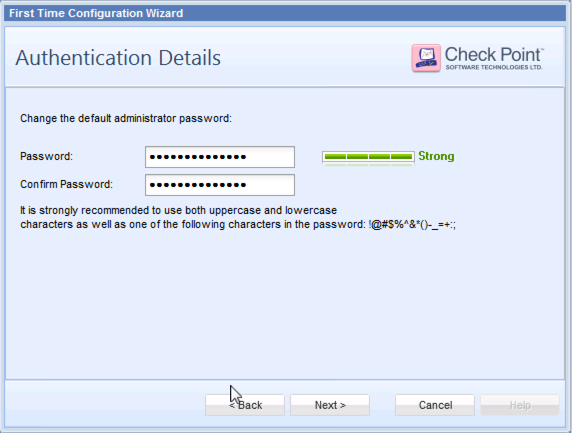 First Time Configuration Wizard
Authentication Details
Check Point™
SOFTWARE TECHNOLOGIES LTD.
Change the default administrator password:
Password: ●●●●●●●●●●●●●● Strong
Confirm Password: ●●●●●●●●●●●●●●
It is strongly recommended to use both uppercase and lowercase
characters as well as one of the following characters in the password: !@#$%^&*()-_=+:;
< Back Next > Cancel Help